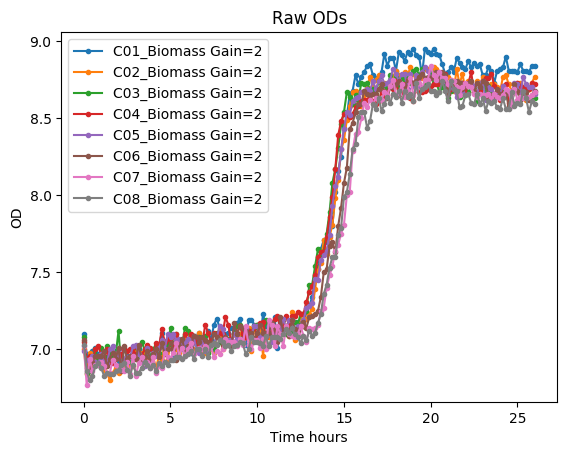 Raw ODs
9.0
8.5
8.0
7.5
7.0
OD
C01_Biomass Gain=2
C02_Biomass Gain=2
C03_Biomass Gain=2
C04_Biomass Gain=2
C05_Biomass Gain=2
C06_Biomass Gain=2
C07_Biomass Gain=2
C08_Biomass Gain=2
0 5 10 15 20 25
Time hours